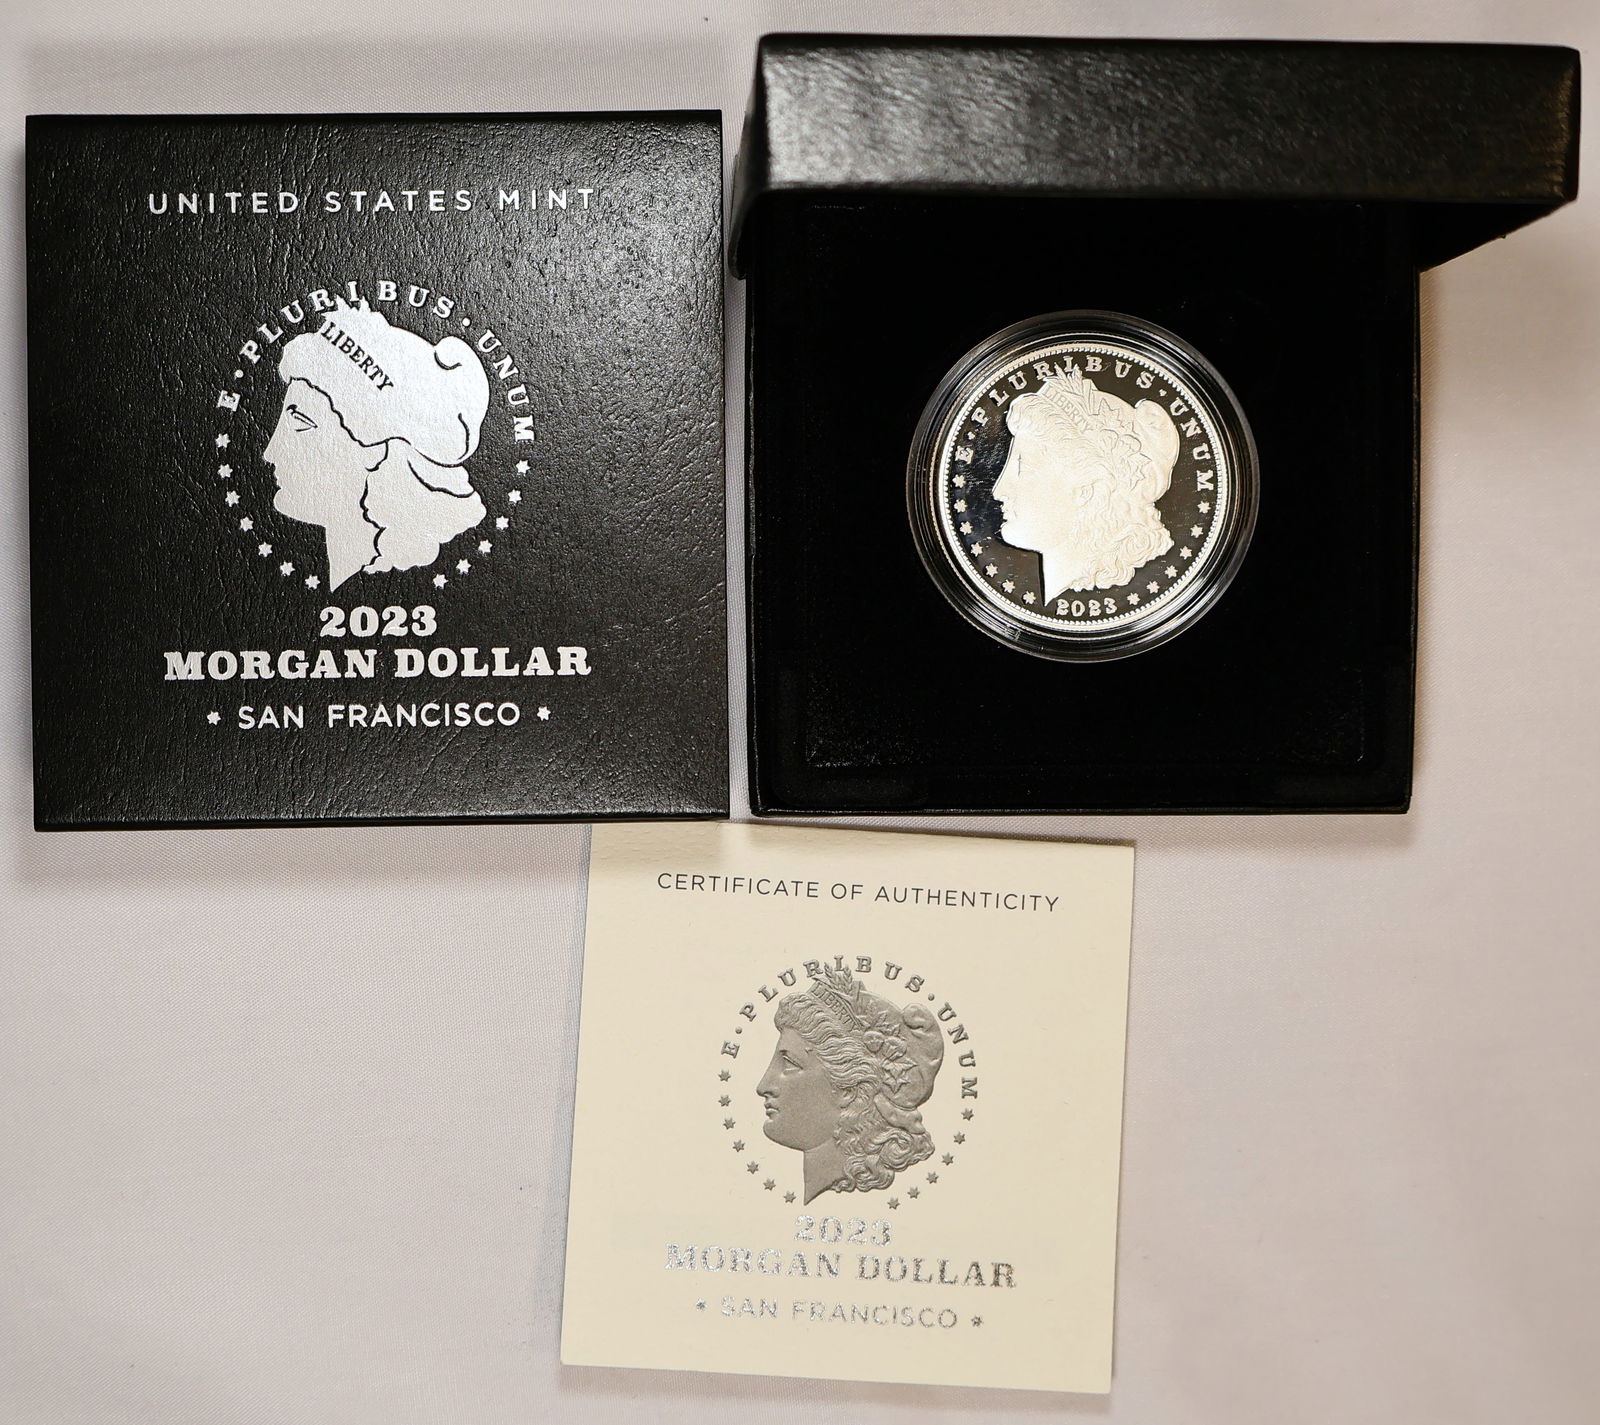 UNITED STATES MINT
E·PLURIBUS·UNUM
LIBERTY
2023
MORGAN DOLLAR
* SAN FRANCISCO *
E·PLURIBUS·UNUM
LIBERTY
2023
CERTIFICATE OF AUTHENTICITY
E·PLURIBUS·UNUM
LIBERTY
2023
MORGAN DOLLAR
* SAN FRANCISCO *